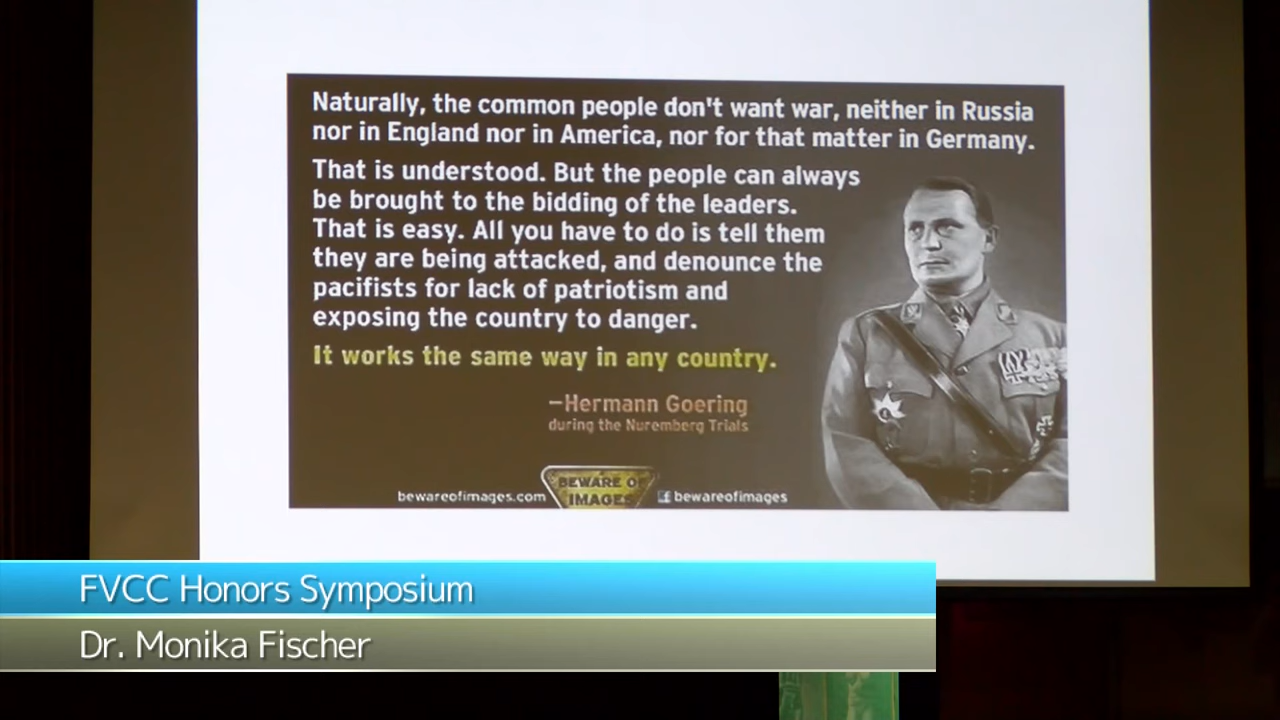 Naturally, the common people don't want war, neither in Russia
nor in England nor in America, nor for that matter in Germany.
That is understood. But the people can always
be brought to the bidding of the leaders.
That is easy. All you have to do is tell them
they are being attacked, and denounce the
pacifists for lack of patriotism and
exposing the country to danger.
It works the same way in any country.
—Hermann Goering
during the Nuremberg Trials
BEWARE OF
IMAGES
bewareofimages.com
f bewareofimages
FVCC Honors Symposium
Dr. Monika Fischer